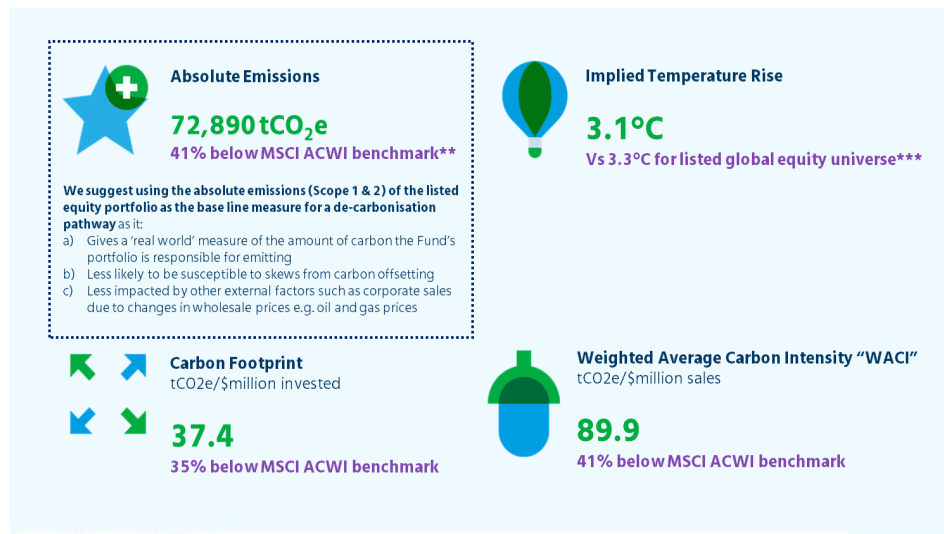 Absolute Emissions
72,890 tCO₂e
41% below MSCI ACWI benchmark**
We suggest using the absolute emissions (Scope 1 & 2) of the listed
equity portfolio as the base line measure for a de-carbonisation
pathway as it:
a) Gives a ‘real world’ measure of the amount of carbon the Fund’s
portfolio is responsible for emitting
b) Less likely to be susceptible to skews from carbon offsetting
c) Less impacted by other external factors such as corporate sales
due to changes in wholesale prices e.g. oil and gas prices
Implied Temperature Rise
3.1°C
Vs 3.3°C for listed global equity universe***
Carbon Footprint
tCO2e/$million invested
37.4
35% below MSCI ACWI benchmark
Weighted Average Carbon Intensity “WACI”
tCO2e/$million sales
89.9
41% below MSCI ACWI benchmark